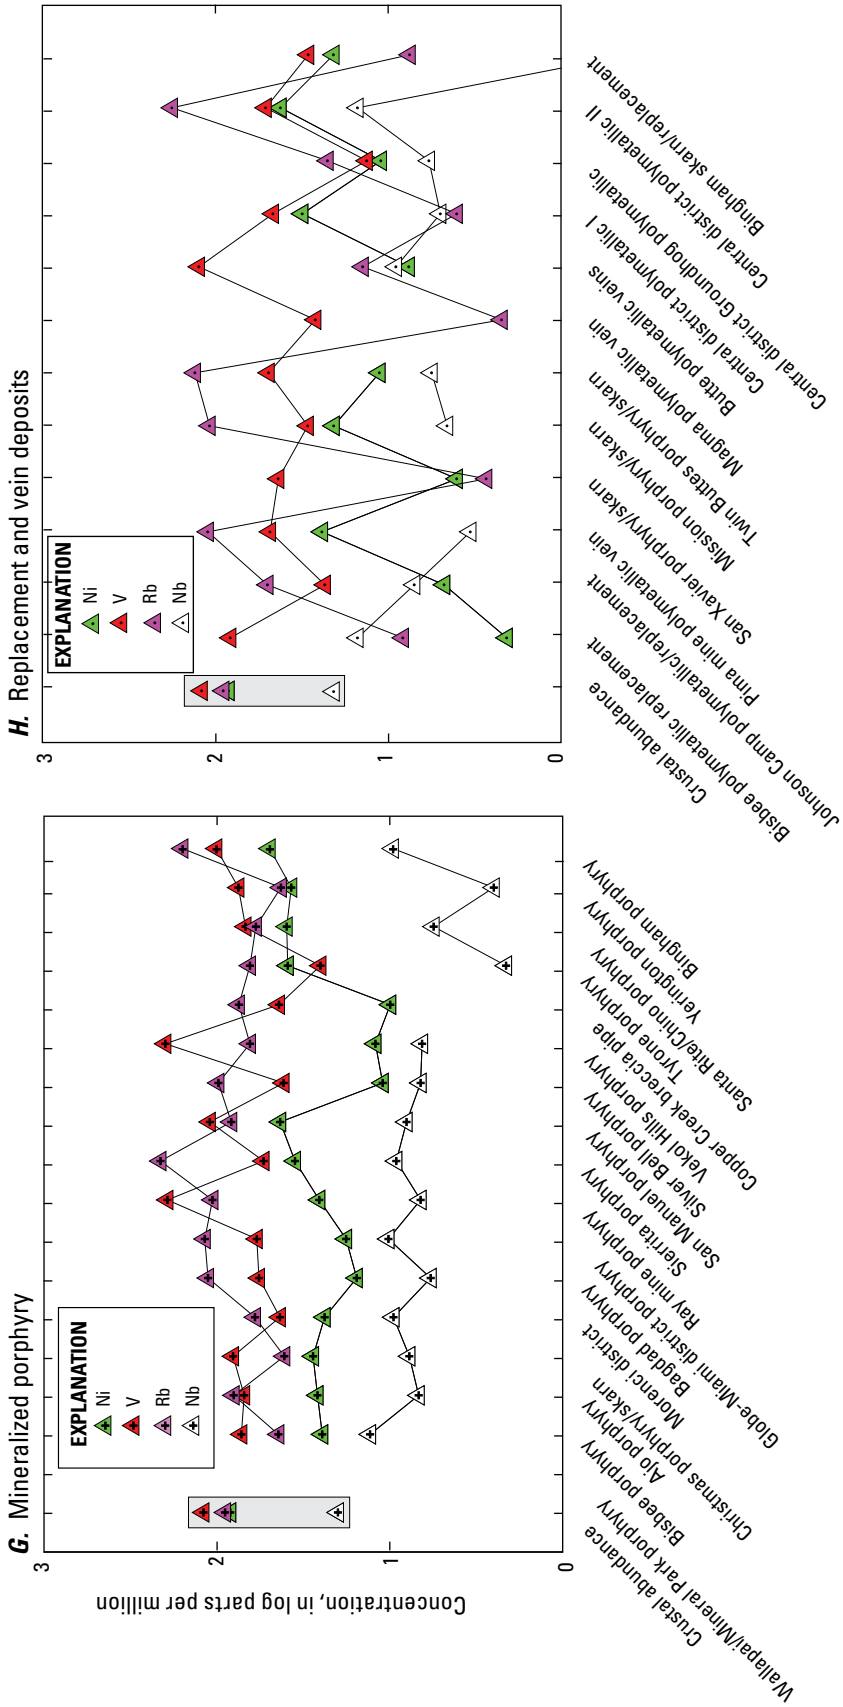 G. Mineralized porphyry
Concentration, in log parts per million
3
2
1
0
EXPLANATION
Ni
V
Rb
Nb
Crustal abundance
Wallapai/Mineral Park porphyry
Bisbee porphyry
Ajo porphyry
Christmas porphyry/skarn
Morenci district
Bagdad porphyry
Globe-Miami district porphyry
Ray mine porphyry
Sierrita porphyry
San Manuel porphyry
Silver Bell porphyry
Vekol Hills porphyry
Copper Creek breccia pipe
Tyrone porphyry
Santa Rite/Chino porphyry
Yerington porphyry
Bingham porphyry
H. Replacement and vein deposits
3
2
1
0
EXPLANATION
Ni
V
Rb
Nb
Crustal abundance
Bisbee polymetallic replacement
Johnson Camp polymetallic/replacement
Pima mine polymetallic vein
San Xavier porphyry/skarn
Mission porphyry/skarn
Twin Buttes porphyry/skarn
Magma polymetallic vein
Butte polymetallic veins
Central district polymetallic I
Central district Groundhog polymetallic
Central district polymetallic II
Bingham skarn/replacement